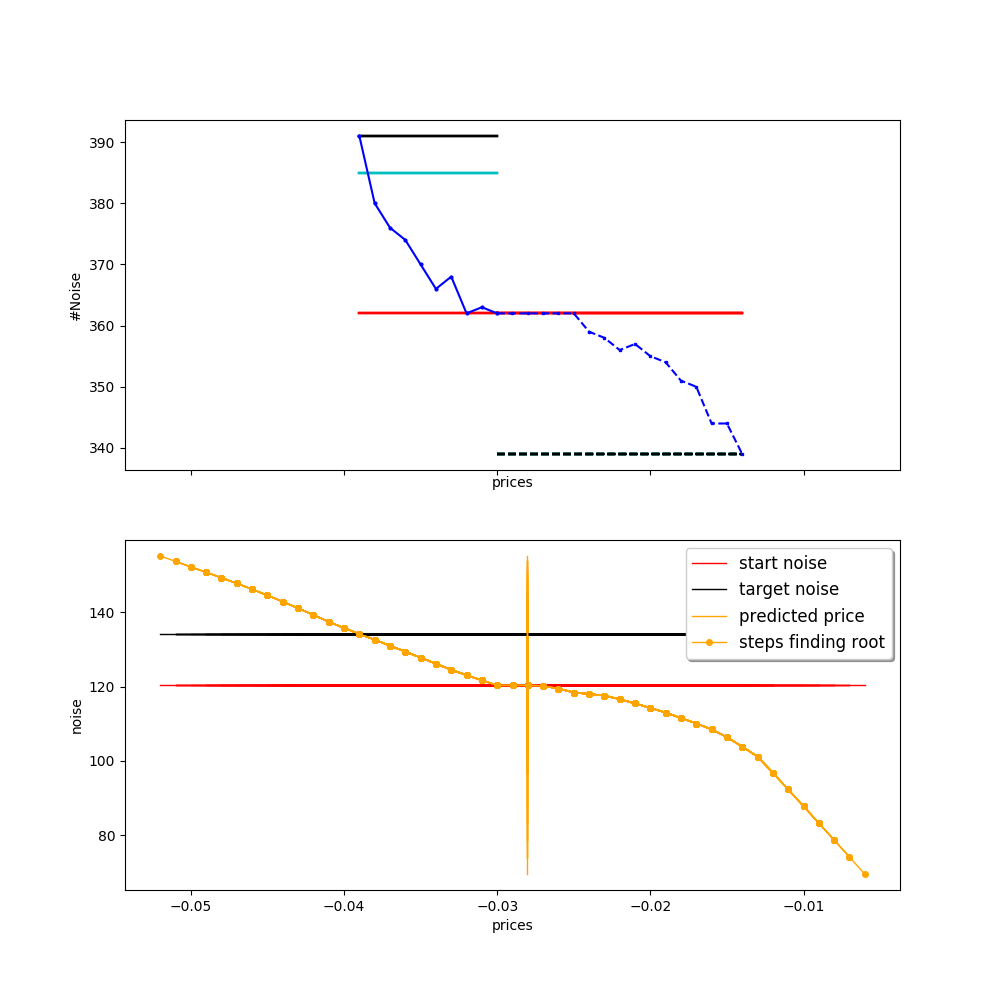 390
380
370
360
350
340
#Noise
prices
start noise
target noise
predicted price
steps finding root
140
120
100
80
noise
−0.05
−0.04
−0.03
−0.02
−0.01
prices